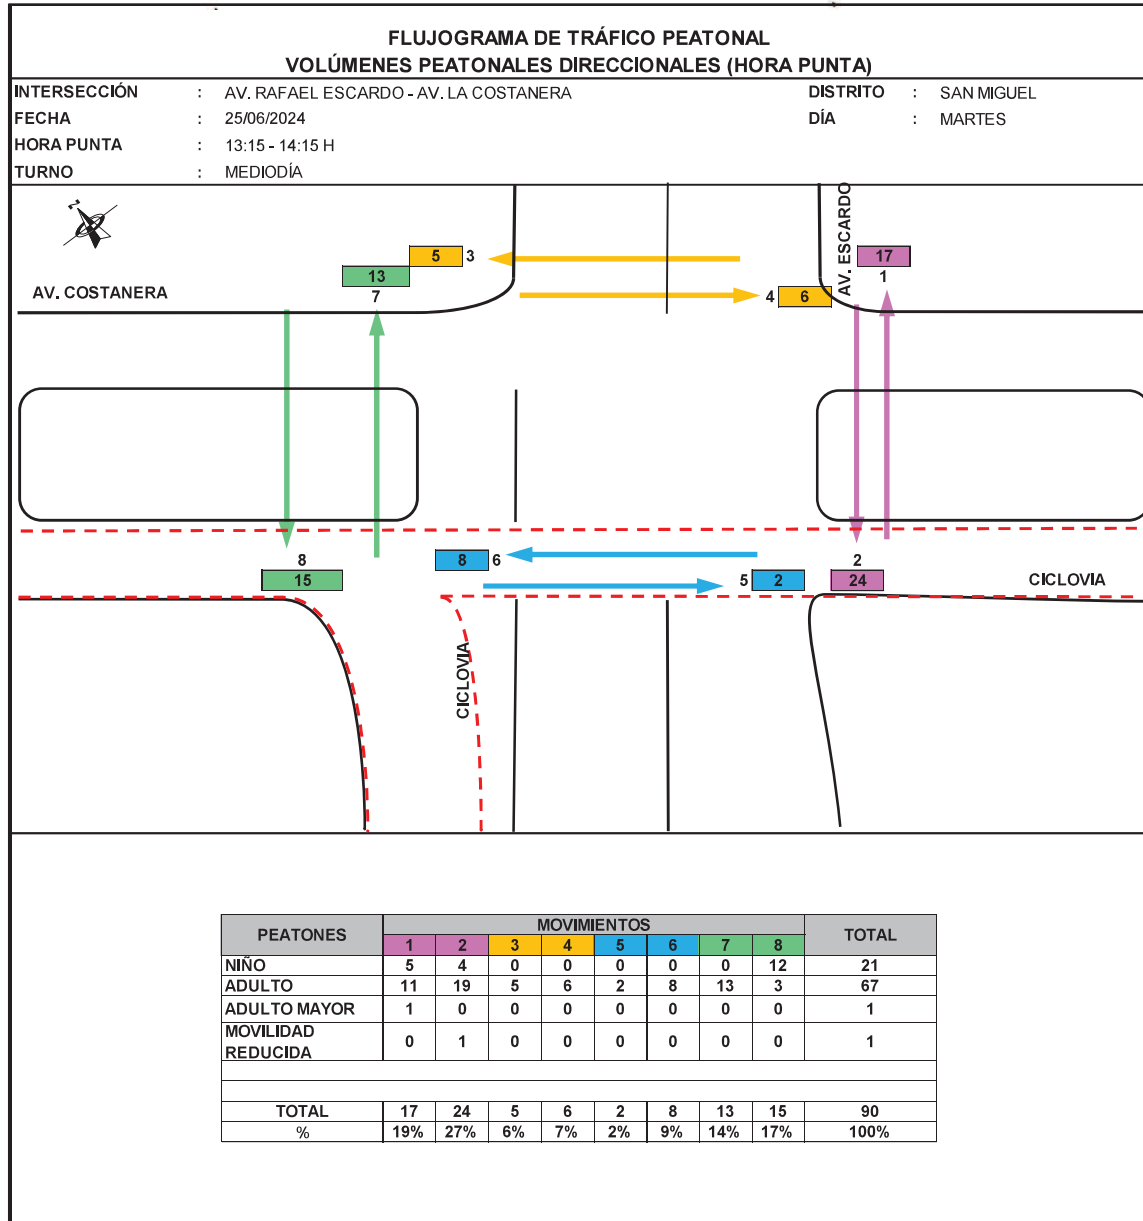 FLUJOGRAMA DE TRÁFICO PEATONAL
VOLÚMENES PEATONALES DIRECCIONALES (HORA PUNTA)
INTERSECCIÓN : AV. RAFAEL ESCARDO - AV. LA COSTANERA DISTRITO : SAN MIGUEL
FECHA : 25/06/2024 DÍA : MARTES
HORA PUNTA : 13:15 - 14:15 H
TURNO : MEDIODÍA
N
AV. ESCARDO
5 3 17
13 1
AV. COSTANERA
7 4 6
8 8 6 2
15 5 2 24 CICLOVIA
CICLOVIA
PEATONES MOVIMIENTOS TOTAL
1 2 3 4 5 6 7 8
NIÑO 5 4 0 0 0 0 0 12 21
ADULTO 11 19 5 6 2 8 13 3 67
ADULTO MAYOR 1 0 0 0 0 0 0 0 1
MOVILIDAD
REDUCIDA 0 1 0 0 0 0 0 0 1
TOTAL 17 24 5 6 2 8 13 15 90
% 19% 27% 6% 7% 2% 9% 14% 17% 100%